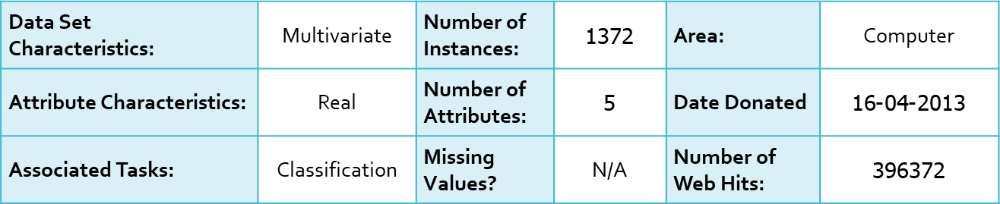 Data Set
Characteristics:
Multivariate
Number of
Instances:
1372
Area:
Computer
Attribute Characteristics:
Real
Number of
Attributes:
5
Date Donated
16-04-2013
Associated Tasks:
Classification
Missing
Values?
N/A
Number of
Web Hits:
396372